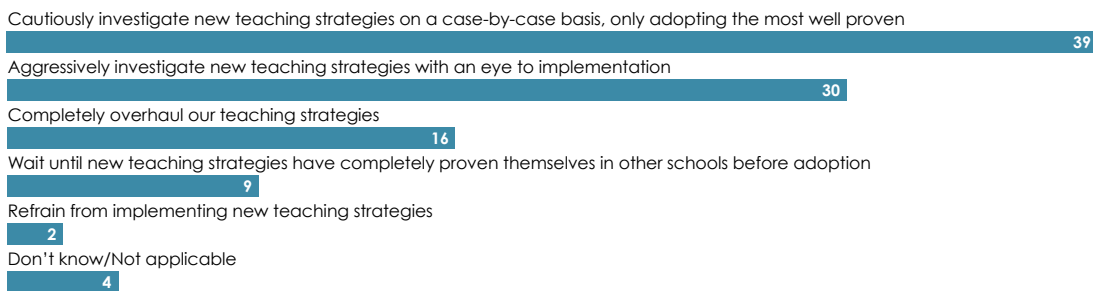 Cautiously investigate new teaching strategies on a case-by-case basis, only adopting the most well proven
39
Aggressively investigate new teaching strategies with an eye to implementation
30
Completely overhaul our teaching strategies
16
Wait until new teaching strategies have completely proven themselves in other schools before adoption
9
Refrain from implementing new teaching strategies
2
Don’t know/Not applicable
4